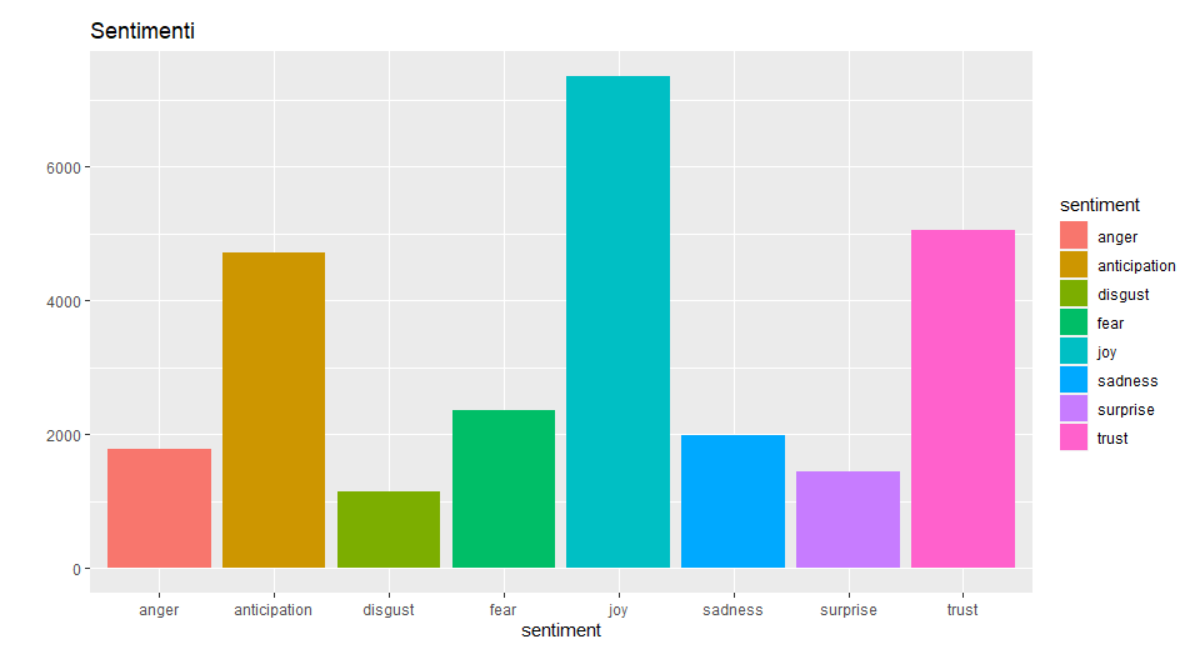 Sentimenti
6000
4000
2000
0
anger anticipation disgust fear joy sadness surprise trust
sentiment
sentiment
anger
anticipation
disgust
fear
joy
sadness
surprise
trust